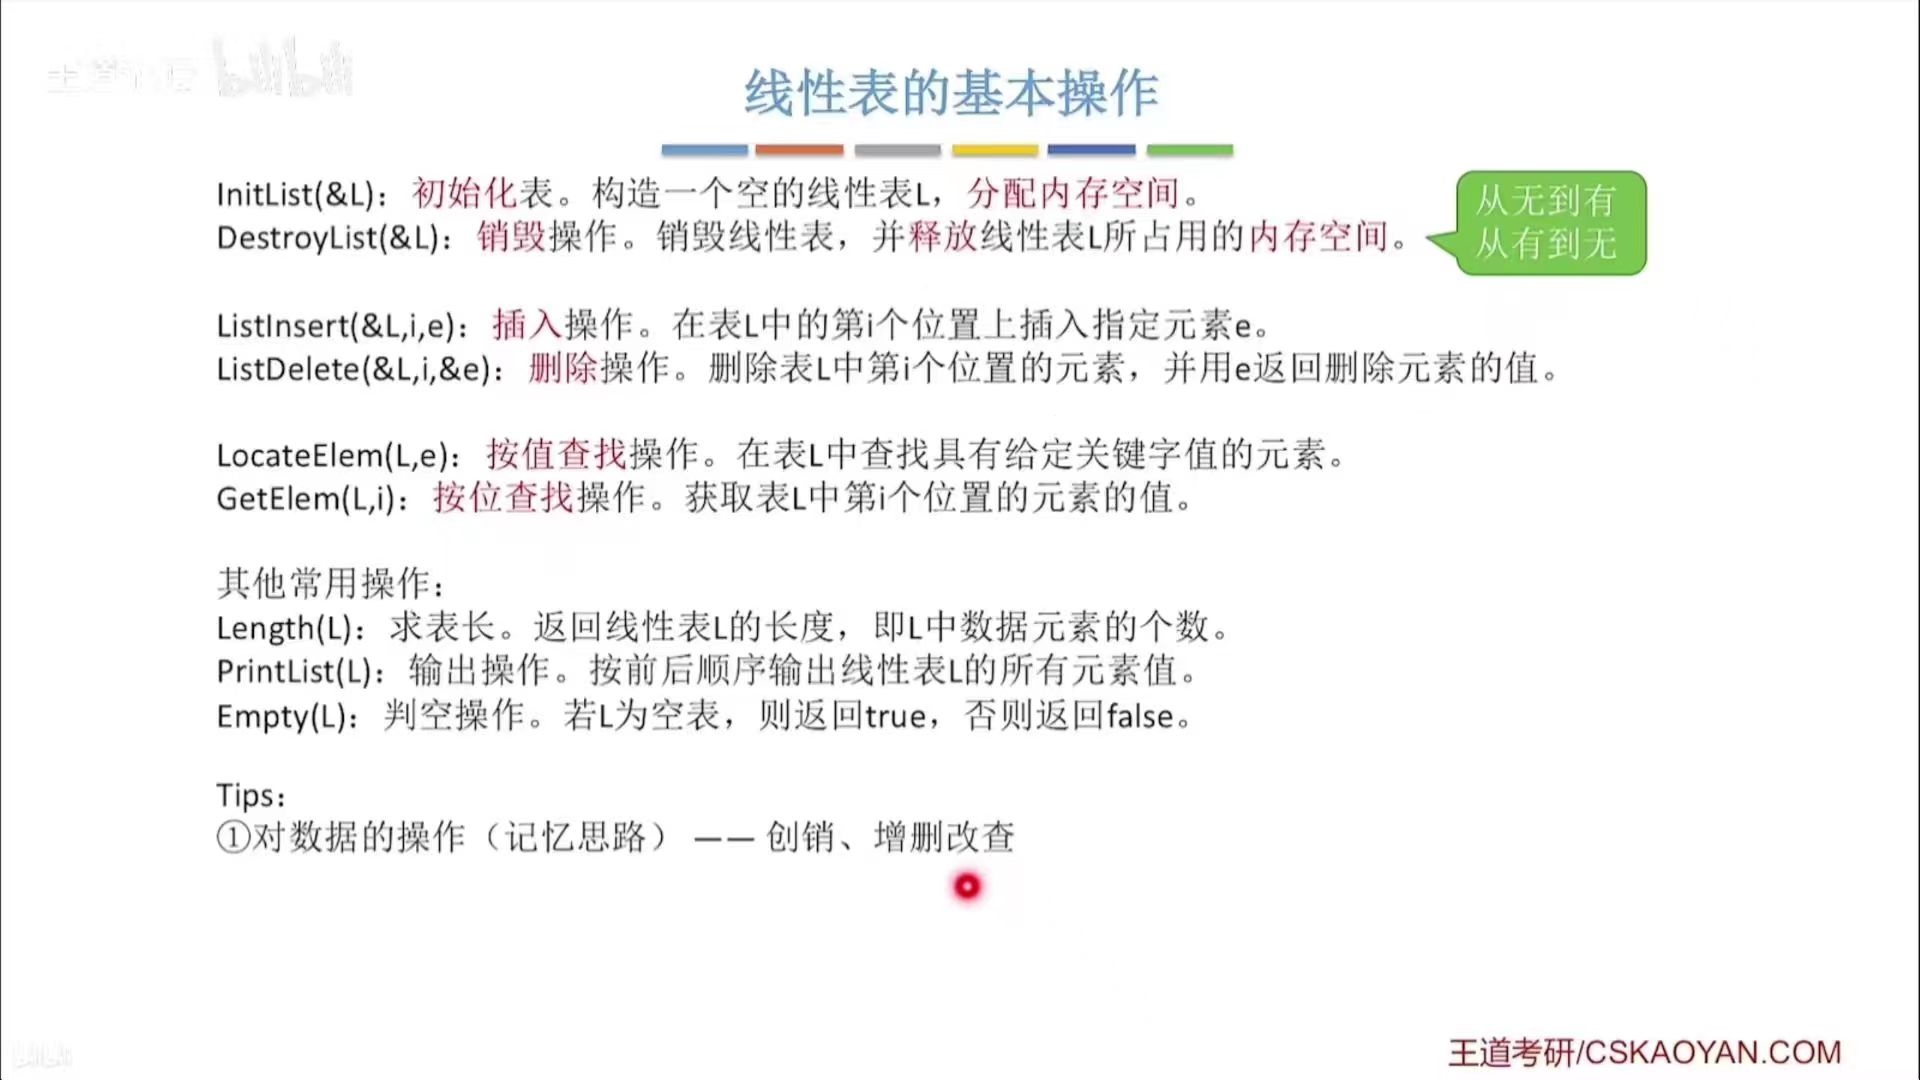 bilibili
线性表的基本操作
InitList(&L)：初始化表。构造一个空的线性表L，分配内存空间。
DestroyList(&L)：销毁操作。销毁线性表，并释放线性表L所占用的内存空间。
从无到有
从有到无
ListInsert(&L,i,e)：插入操作。在表L中的第i个位置上插入指定元素e。
ListDelete(&L,i,&e)：删除操作。删除表L中第i个位置的元素，并用e返回删除元素的值。
LocateElem(L,e)：按值查找操作。在表L中查找具有给定关键字值的元素。
GetElem(L,i)：按位查找操作。获取表L中第i个位置的元素的值。
其他常用操作：
Length(L)：求表长。返回线性表L的长度，即L中数据元素的个数。
PrintList(L)：输出操作。按前后顺序输出线性表L的所有元素值。
Empty(L)：判空操作。若L为空表，则返回true，否则返回false。
Tips：
①对数据的操作（记忆思路） —— 创销、增删改查
王道考研/CSKAOYAN.COM